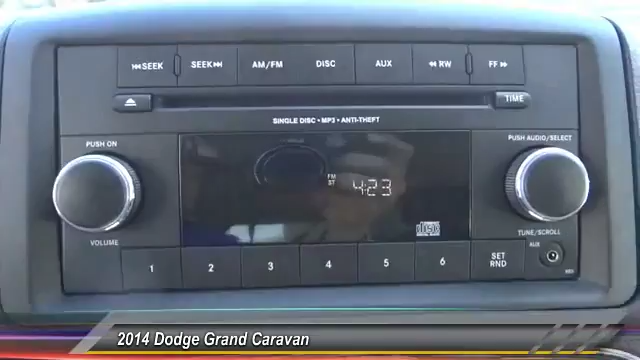 SEEK SEEK AM/FM DISC AUX RW FF
TIME
SINGLE DISC • MP3 • ANTI-THEFT
PUSH ON
PUSH AUDIO/SELECT
FM
ST
4:23
VOLUME
DISC
TUNE/SCROLL
AUX
1 2 3 4 5 6 SET
RND
2014 Dodge Grand Caravan